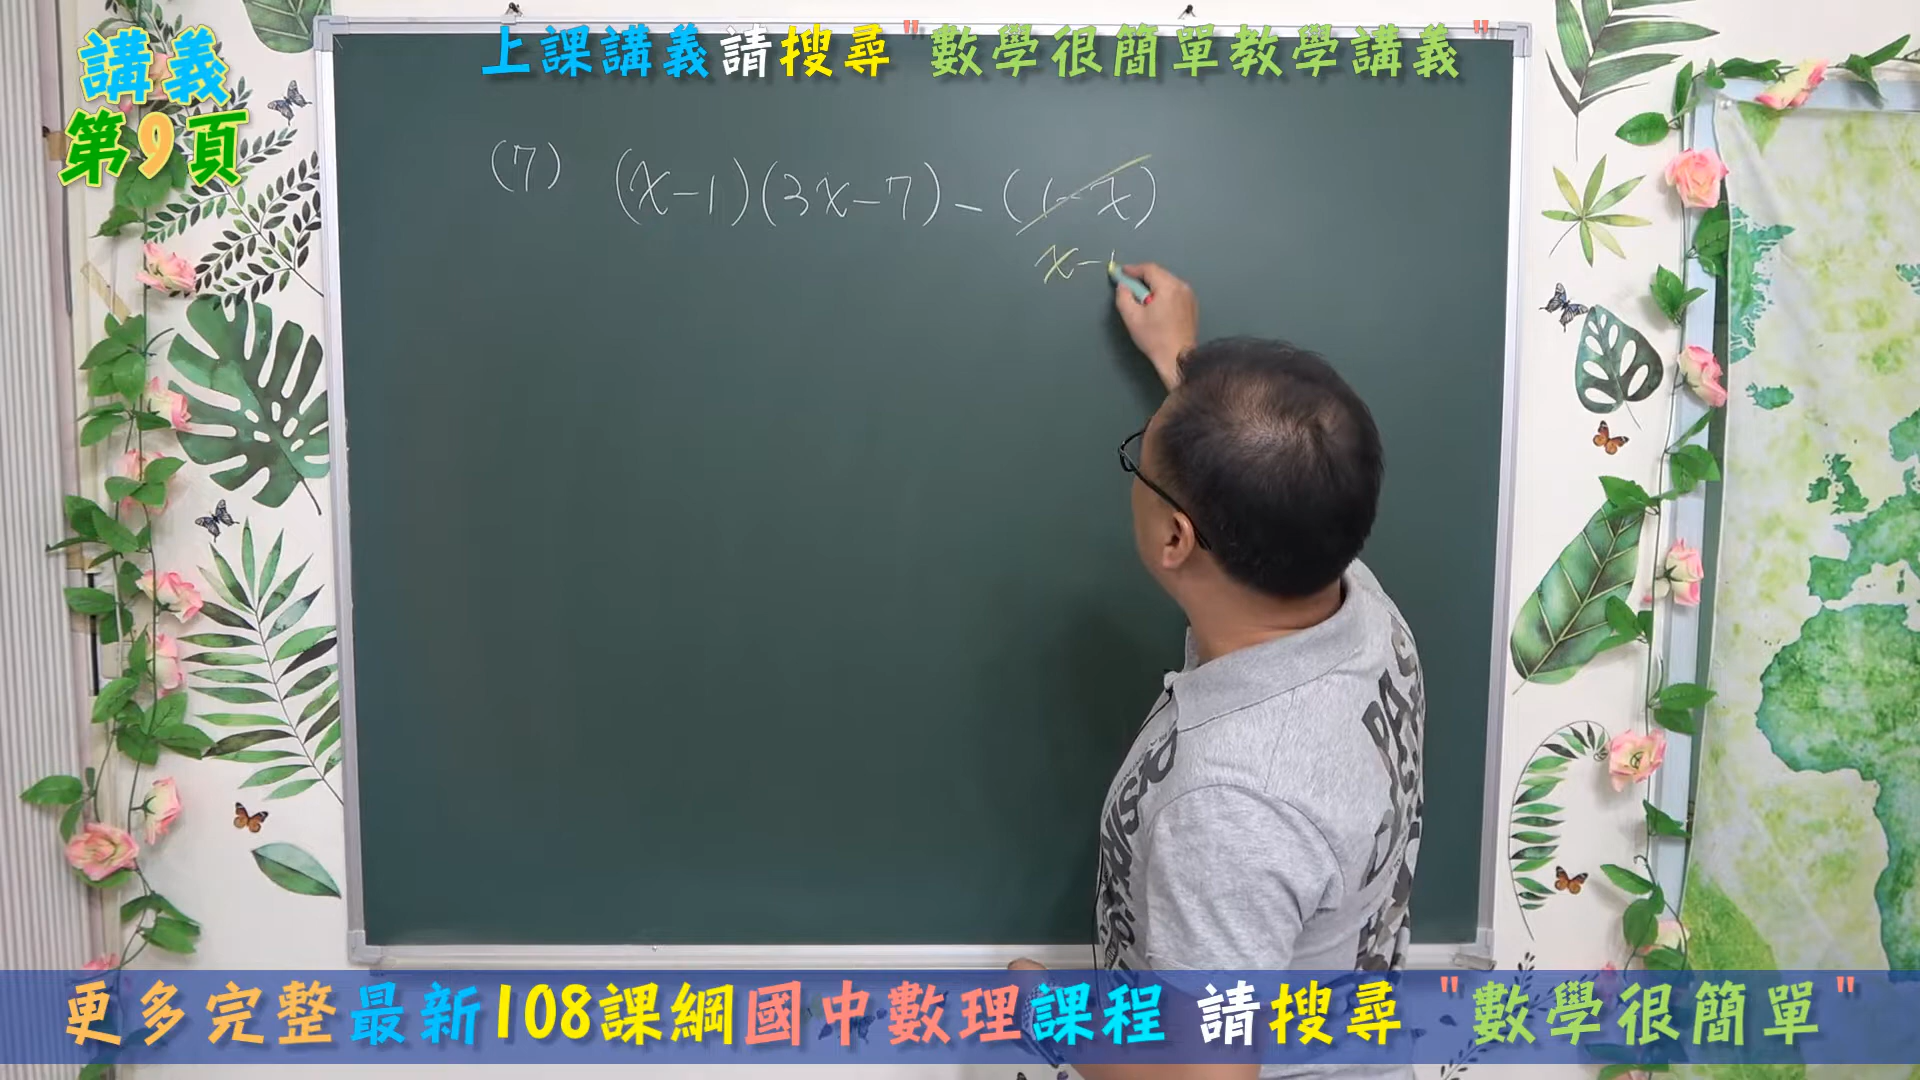 上課講義請搜尋"數學很簡單教學講義"
講義
第9頁
(7) (x-1)(3x-7)-(1-x)
x-1
更多完整最新108課綱國中數理課程 請搜尋 "數學很簡單"